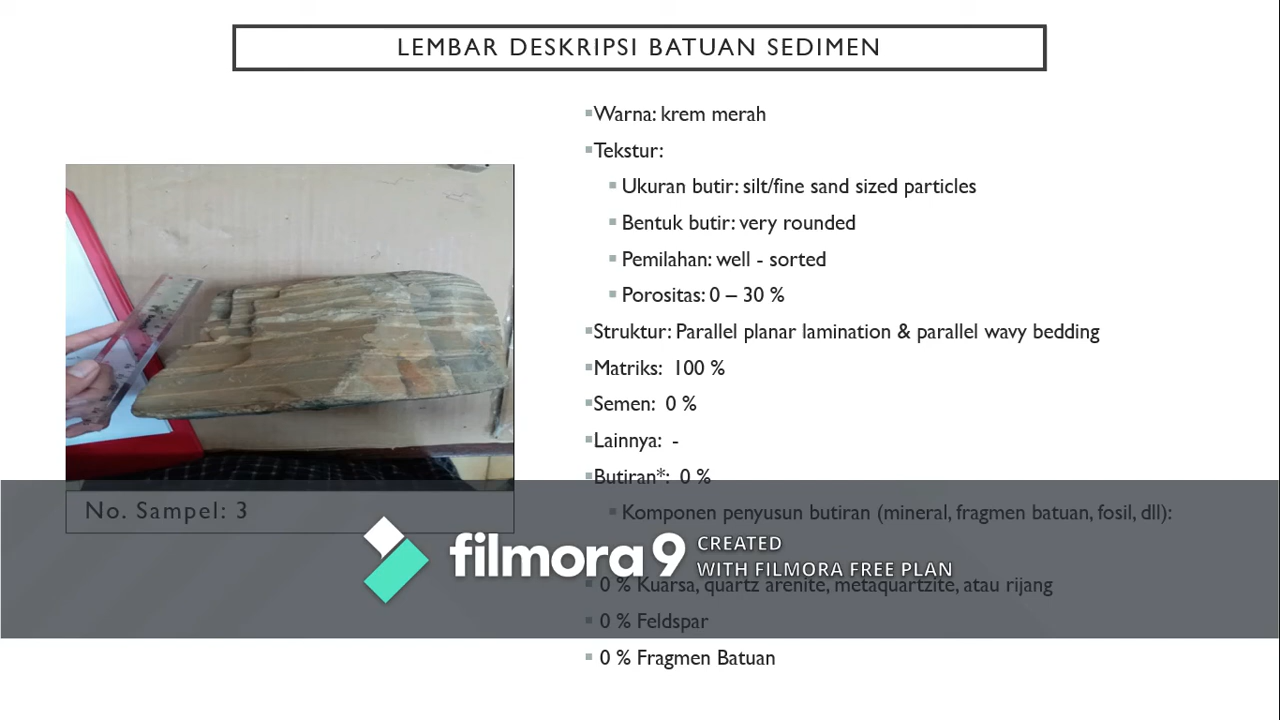 LEMBAR DESKRIPSI BATUAN SEDIMEN
Warna: krem merah
Tekstur:
Ukuran butir: silt/fine sand sized particles
Bentuk butir: very rounded
Pemilahan: well - sorted
Porositas: 0 – 30 %
Struktur: Parallel planar lamination & parallel wavy bedding
Matriks: 100 %
Semen: 0 %
Lainnya: -
Butiran*: 0 %
Komponen penyusun butiran (mineral, fragmen batuan, fosil, dll):
0 % Kuarsa, quartz arenite, metaquartzite, atau rijang
0 % Feldspar
0 % Fragmen Batuan
No. Sampel: 3
filmora 9
CREATED
WITH FILMORA FREE PLAN